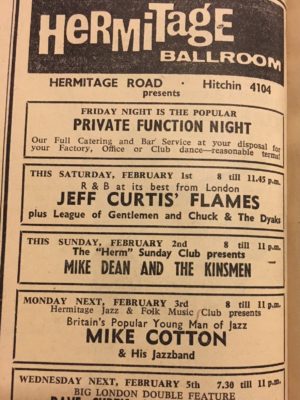 HERMITAGE
BALLROOM
HERMITAGE ROAD · Hitchin 4104
presents
FRIDAY NIGHT IS THE POPULAR
PRIVATE FUNCTION NIGHT
Our Full Catering and Bar Service at your disposal for
your Factory, Office or Club dance—reasonable terms!
THIS SATURDAY, FEBRUARY 1st 8 till 11.45 p.m.
R & B at its best from London
JEFF CURTIS' FLAMES
plus League of Gentlemen and Chuck & The Dyaks
THIS SUNDAY, FEBRUARY 2nd 8 till 11 p.m.
The "Herm" Sunday Club presents
MIKE DEAN AND THE KINSMEN
MONDAY NEXT, FEBRUARY 3rd 8 till 11 p.m.
Hermitage Jazz & Folk Music Club presents
Britain's Popular Young Man of Jazz
MIKE COTTON
& His Jazzband
WEDNESDAY NEXT, FEBRUARY 5th 7.30 till 11 p.m.
BIG LONDON DOUBLE FEATURE